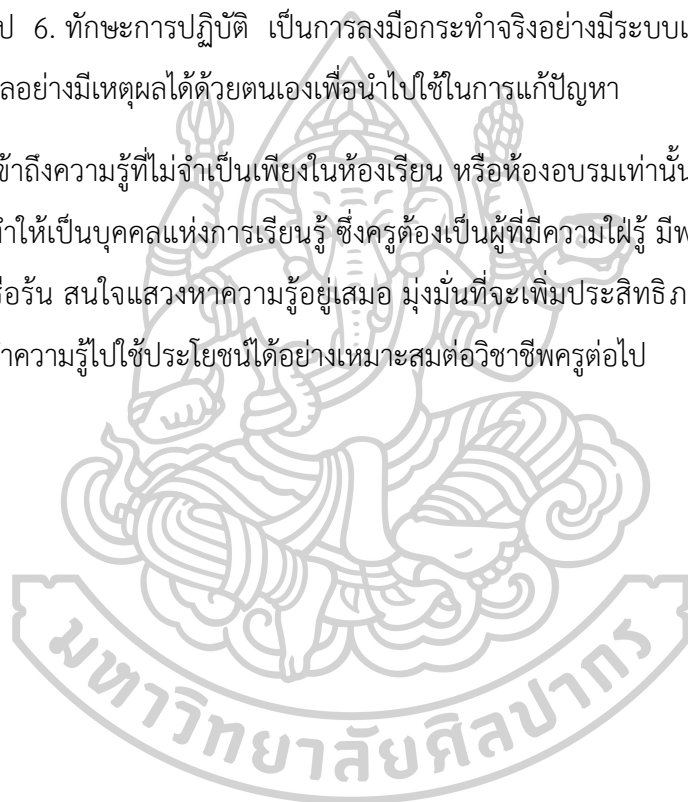 ป 6. ทักษะการปฏิบัติ เป็นการลงมือกระทำจริงอย่างมีระบบ
ลอย่างมีเหตุผลได้ด้วยตนเองเพื่อนำไปใช้ในการแก้ปัญหา
ข้าถึงความรู้ที่ไม่จำเป็นเพียงในห้องเรียน หรือห้องอบรมเท่านั้น
ำให้เป็นบุคคลแห่งการเรียนรู้ ซึ่งครูต้องเป็นผู้ที่มีความใฝ่รู้ มีพ
ือร้น สนใจแสวงหาความรู้อยู่เสมอ มุ่งมั่นที่จะเพิ่มประสิทธิภ
ำความรู้ไปใช้ประโยชน์ได้อย่างเหมาะสมต่อวิชาชีพครูต่อไป
มหาวิทยาลัยศิลปากร